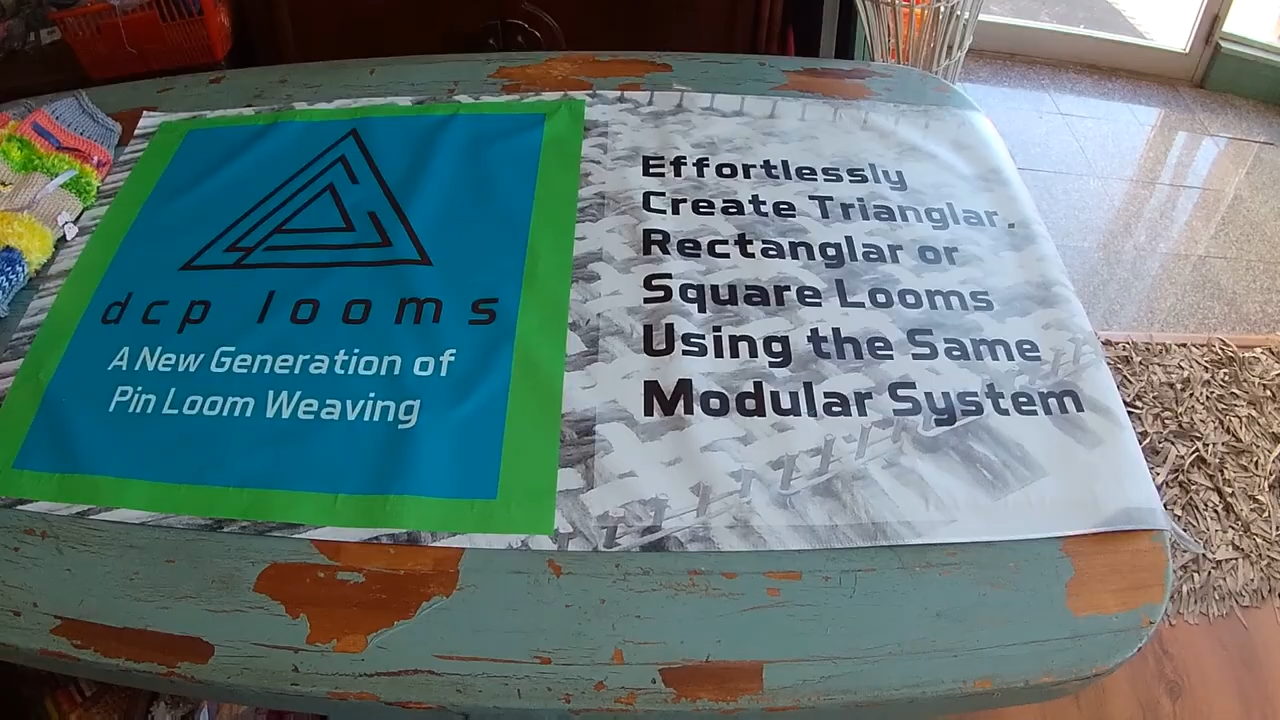 dcp looms
A New Generation of
Pin Loom Weaving
Effortlessly
Create Trianglar,
Rectanglar or
Square Looms
Using the Same
Modular System